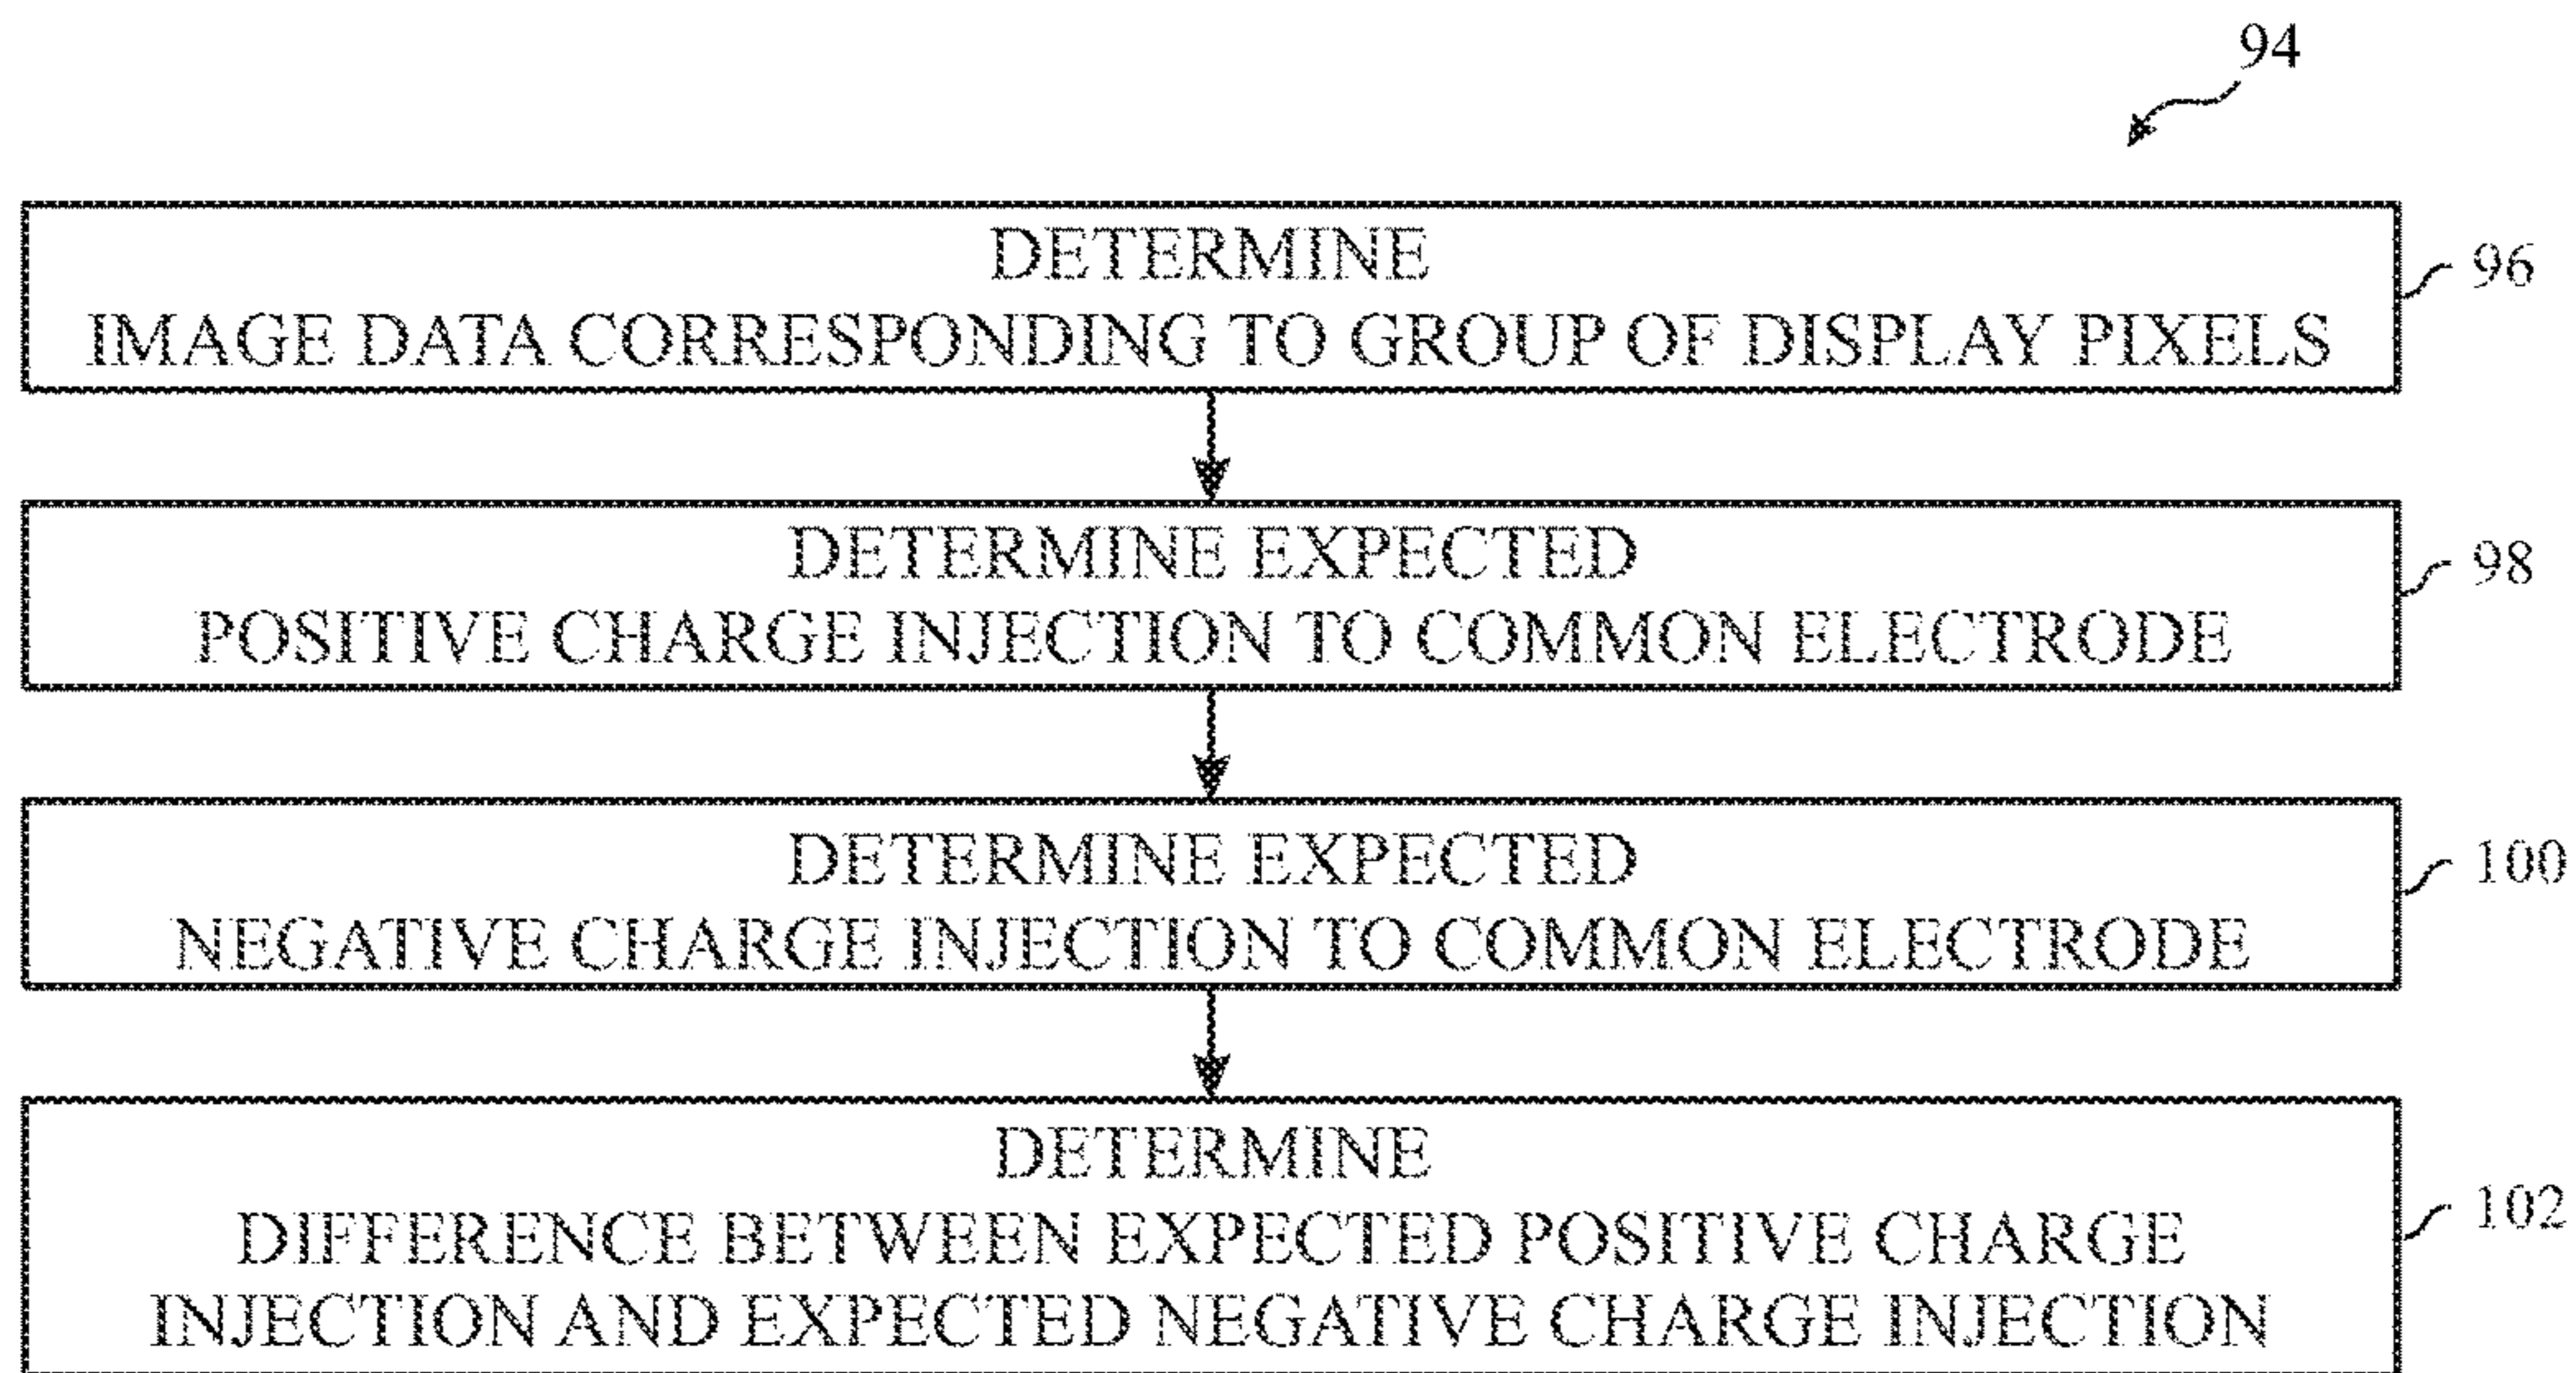 94
DETERMINE
IMAGE DATA CORRESPONDING TO GROUP OF DISPLAY PIXELS
96
DETERMINE EXPECTED
POSITIVE CHARGE INJECTION TO COMMON ELECTRODE
98
DETERMINE EXPECTED
NEGATIVE CHARGE INJECTION TO COMMON ELECTRODE
100
DETERMINE
DIFFERENCE BETWEEN EXPECTED POSITIVE CHARGE
INJECTION AND EXPECTED NEGATIVE CHARGE INJECTION
102